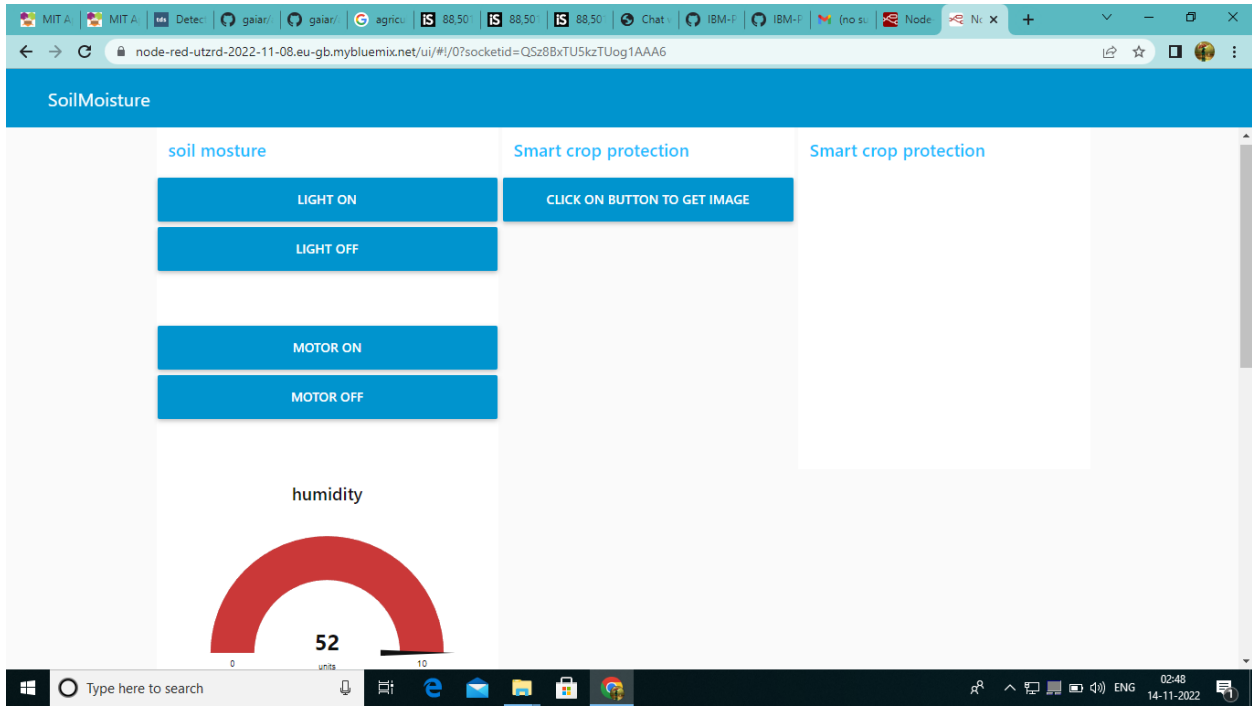 MIT A
MIT A
Detec
gaiar/
gaiar/
agricu
88,50
88,50
88,50
Chat v
IBM-P
IBM-P
(no su
Node
No
node-red-utzrd-2022-11-08.eu-gb.mybluemix.net/ui/#!/0?socketid=QSz8BxTU5kzTUog1AAA6
SoilMoisture
soil mosture
LIGHT ON
LIGHT OFF
MOTOR ON
MOTOR OFF
humidity
52
units
0
10
Smart crop protection
CLICK ON BUTTON TO GET IMAGE
Smart crop protection
Type here to search
ENG
02:48
14-11-2022
1